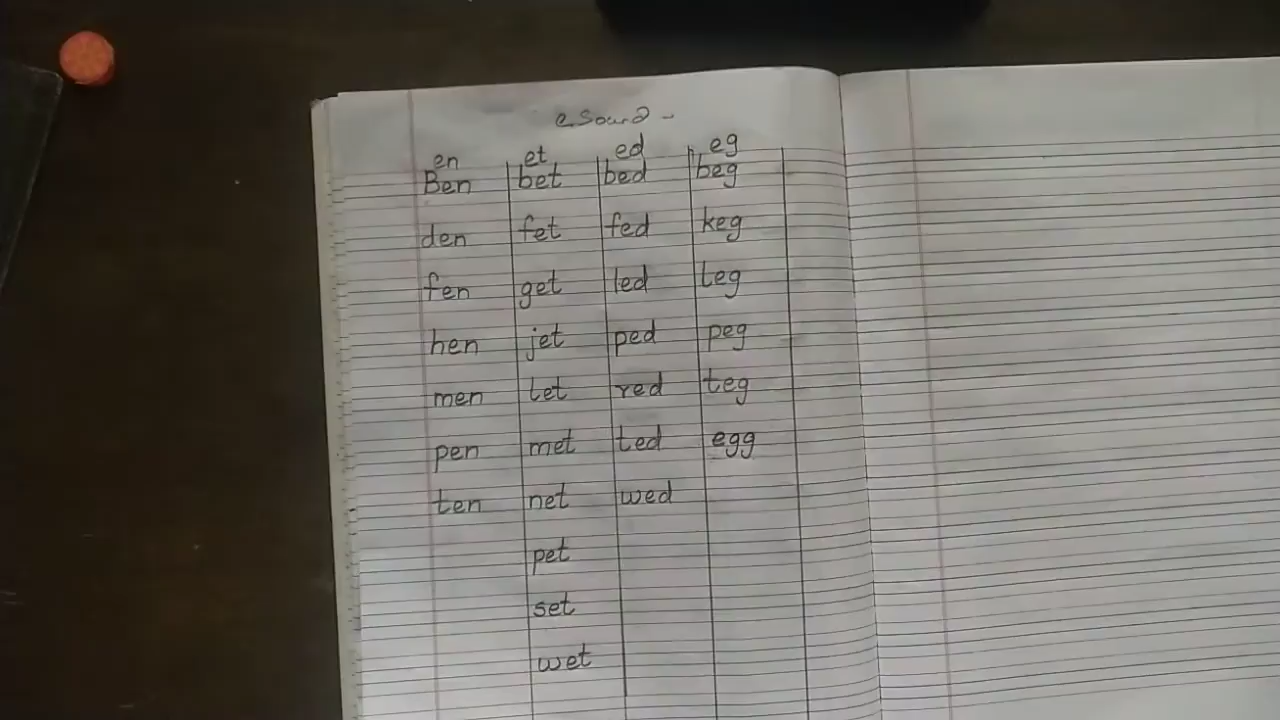 e Sound -
en et ed eg
Ben bet bed beg
den fet fed keg
fen get led leg
hen jet ped peg
men let red teg
pen met ted egg
ten net wed
pet
set
wet